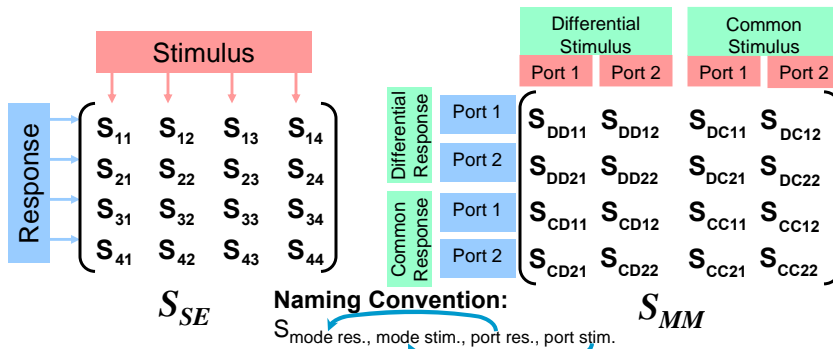 Stimulus
Response
S11 S12 S13 S14
S21 S22 S23 S24
S31 S32 S33 S34
S41 S42 S43 S44
SSE
Differential Stimulus
Common Stimulus
Port 1 Port 2 Port 1 Port 2
Differential Response
Common Response
Port 1 SDD11 SDD12 SDC11 SDC12
Port 2 SDD21 SDD22 SDC21 SDC22
Port 1 SCD11 SCD12 SCC11 SCC12
Port 2 SCD21 SCD22 SCC21 SCC22
SMM
Naming Convention:
Smode res., mode stim., port res., port stim.